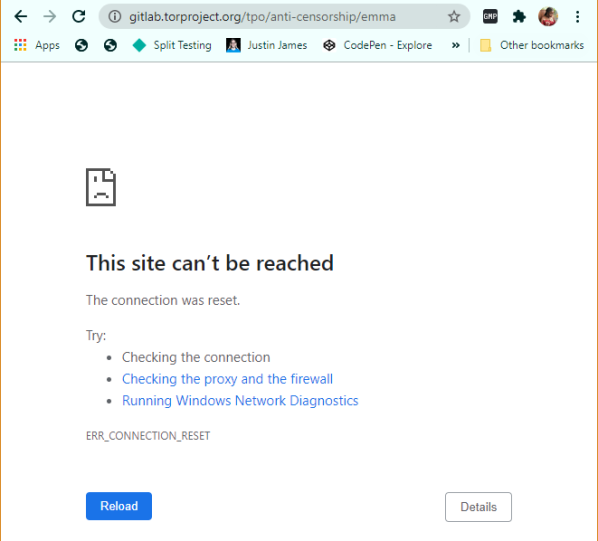 gitlab.torproject.org/tpo/anti-censorship/emma
GMP
Apps Split Testing Justin James CodePen - Explore » Other bookmarks
This site can’t be reached
The connection was reset.
Try:
• Checking the connection
• Checking the proxy and the firewall
• Running Windows Network Diagnostics
ERR_CONNECTION_RESET
Reload Details